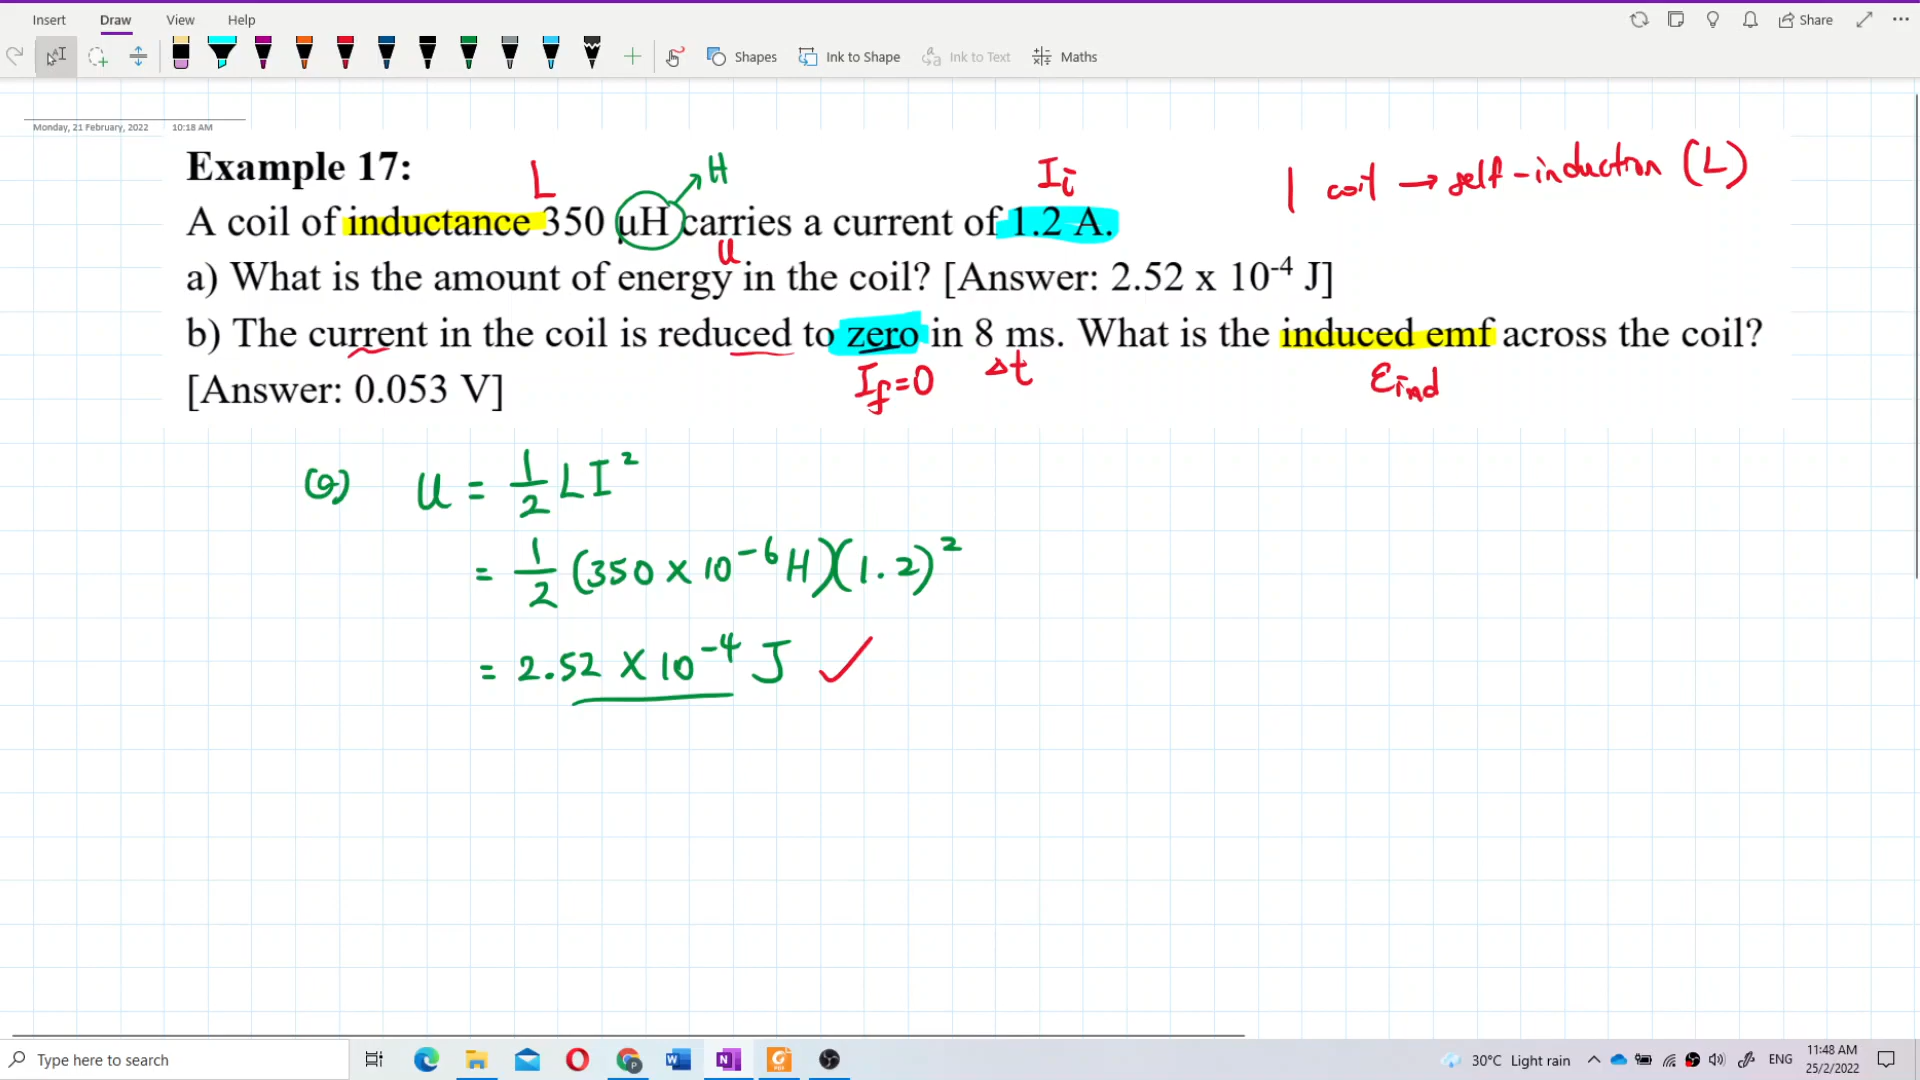 Insert Draw View Help
Share
Shapes Ink to Shape Ink to Text Maths
Monday, 21 February, 2022 10:18 AM
Example 17:
L H Ii 1 coil → self-induction (L)
A coil of inductance 350 μH carries a current of 1.2 A.
U
a) What is the amount of energy in the coil? [Answer: 2.52 x 10⁻⁴ J]
b) The current in the coil is reduced to zero in 8 ms. What is the induced emf across the coil?
If=0 Δt εind
[Answer: 0.053 V]
(a) U = 1/2 LI²
= 1/2 (350 × 10⁻⁶ H)(1.2)²
= 2.52 × 10⁻⁴ J ✓
Type here to search
30°C Light rain
ENG
11:48 AM
25/2/2022